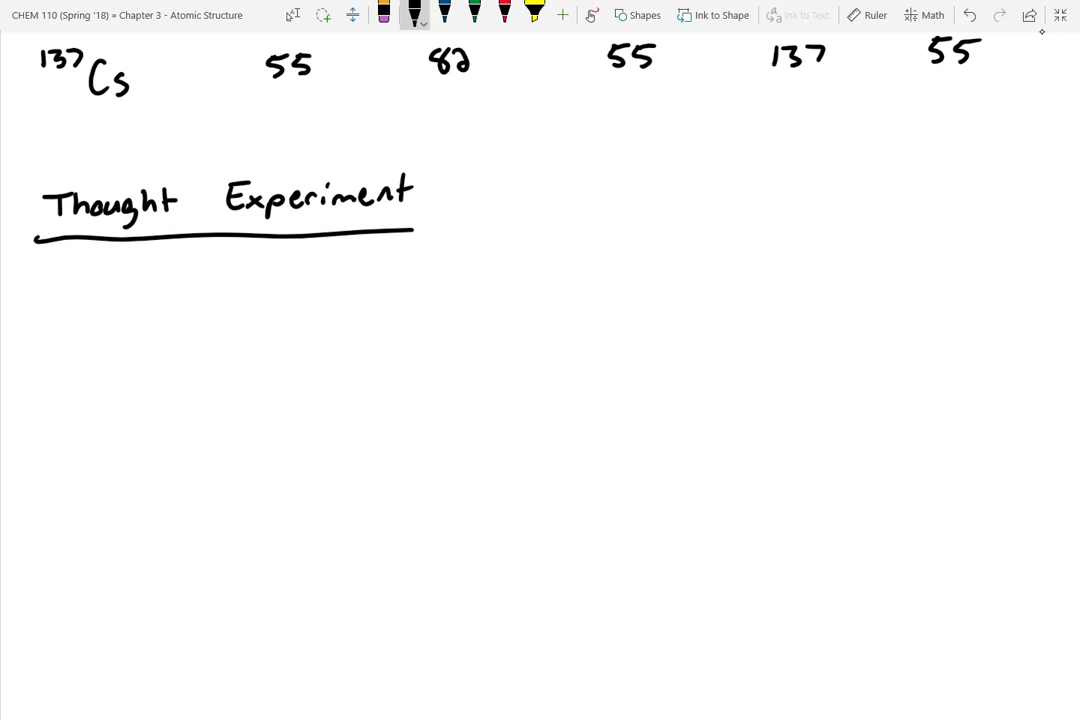 CHEM 110 (Spring '18) » Chapter 3 - Atomic Structure Shapes Ink to Shape Ink to Text Ruler Math
137Cs 55 82 55 137 55
Thought Experiment